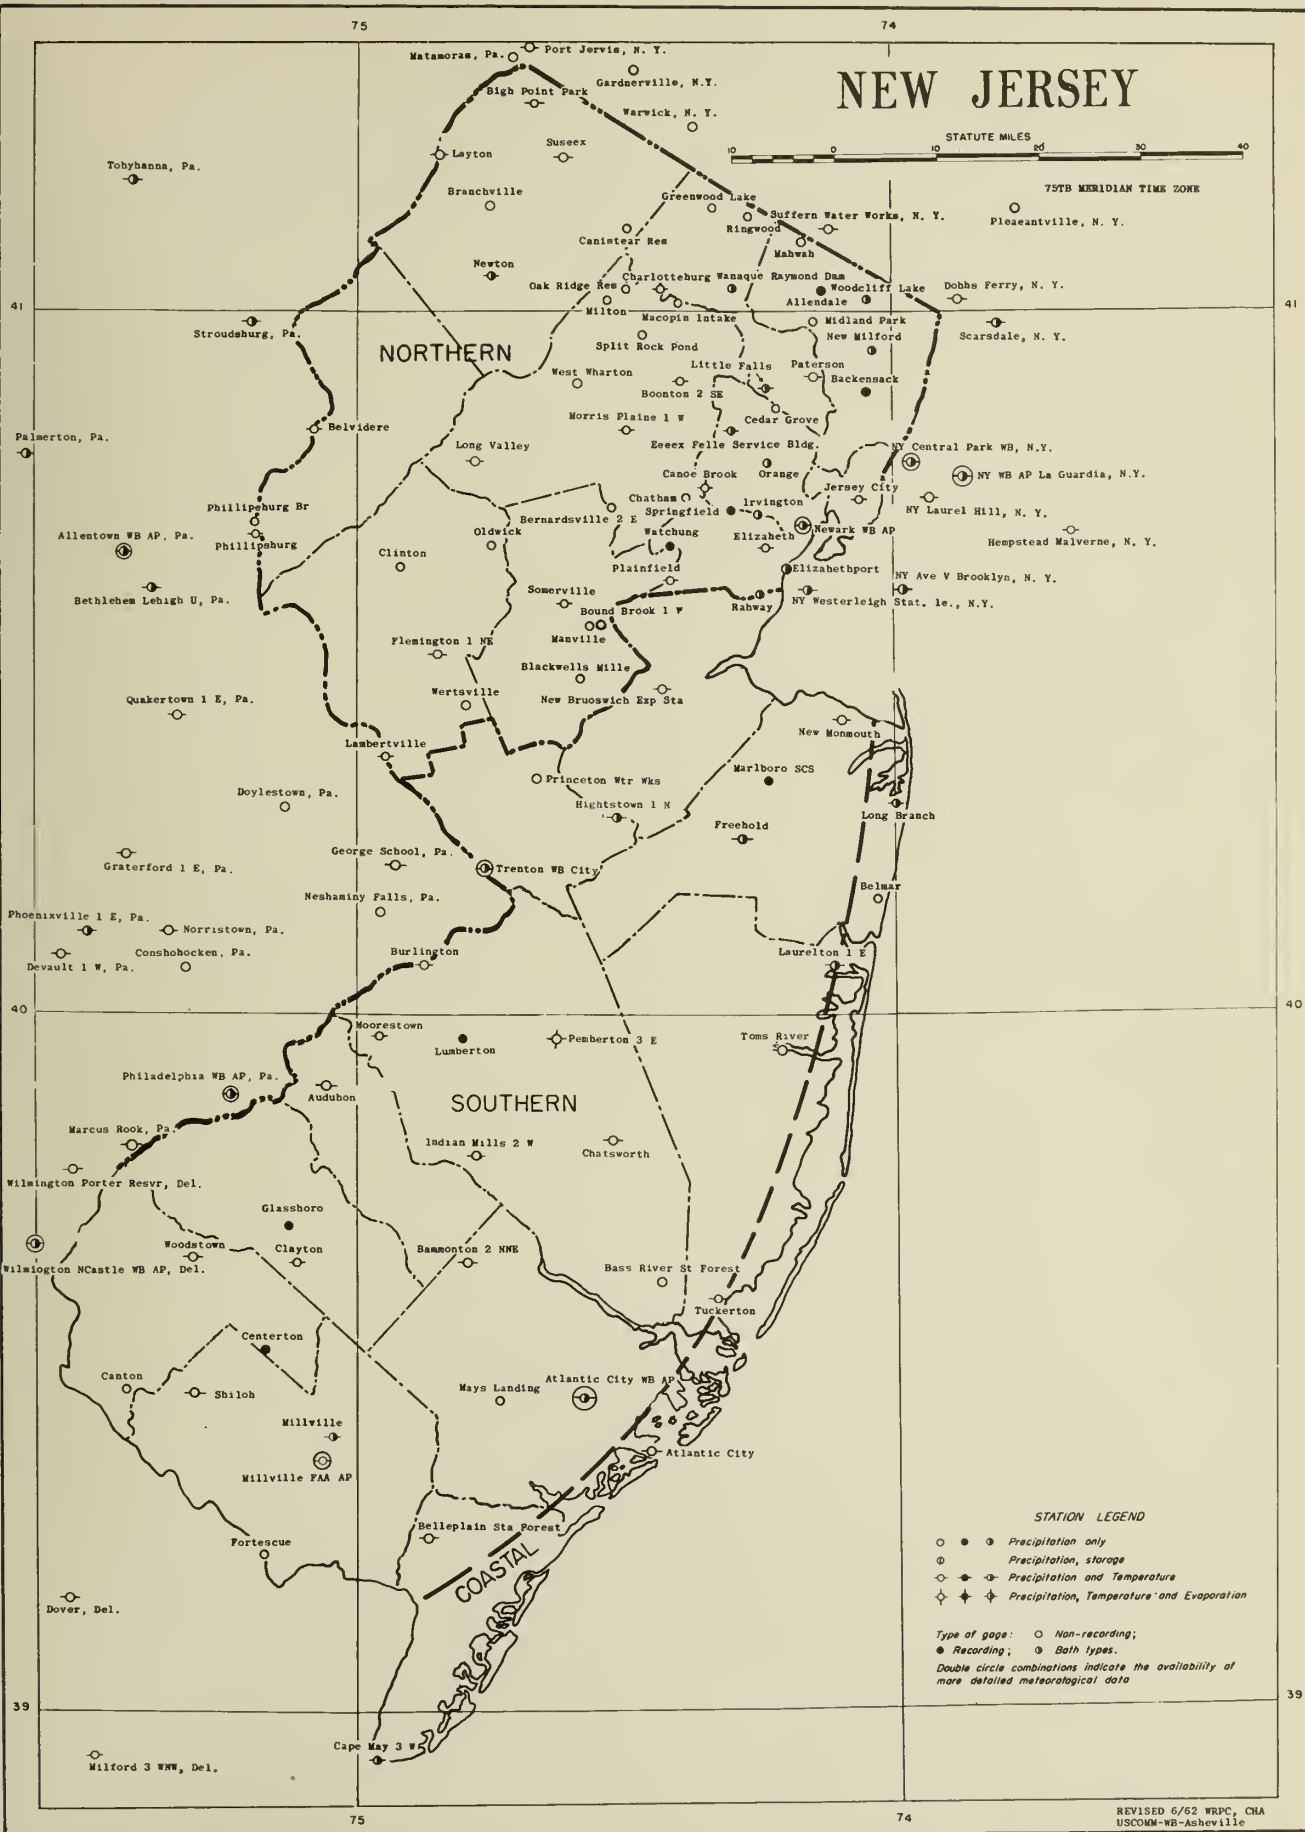 75
74
NEW JERSEY
STATUTE MILES
10
0
10
20
30
40
75TB MERIDIAN TIME ZONE
Matamoras, Pa.
Port Jervis, N. Y.
Gardnerville, N.Y.
Bigh Point Park
Warwick, N. Y.
Layton
Suseex
Tobyhanna, Pa.
Branchville
Greenwood Lake
Suffern Water Works, N. Y.
Pleaeantville, N. Y.
Ringwood
Canistear Res
Mahwah
Newton
Charlotteburg
Wanaque Raymond Dam
Oak Ridge Res
Woodcliff Lake
Dobbs Ferry, N. Y.
Milton
Allendale
41
41
Macopin Intake
Midland Park
Stroudsburg, Pa.
New Milford
Scarsdale, N. Y.
Split Rock Pond
NORTHERN
Little Falls
Paterson
West Wharton
Backensack
Boonton 2 SE
Morris Plaine 1 W
Cedar Grove
Belvidere
Palmerton, Pa.
Long Valley
Eeeex Felle Service Bldg.
NY Central Park WB, N.Y.
Canoe Brook
Orange
NY WB AP La Guardia, N.Y.
Jersey City
Chatham
Irvington
Phillipsburg Br
Bernardsville 2 E
Springfield
NY Laurel Hill, N. Y.
Allentown WB AP, Pa.
Phillipsburg
Oldwick
Watchung
Elizabeth
Newark WB AP
Hempstead Malverne, N. Y.
Clinton
Plainfield
Elizahethport
NY Ave V Brooklyn, N. Y.
Bethlehem Lehigh U, Pa.
Somerville
Rahway
NY Westerleigh Stat. le., N.Y.
Bound Brook 1 W
Manville
Flemington 1 NE
Blackwells Mille
Quakertown 1 E, Pa.
Wertsville
New Bruoswich Exp Sta
New Monmouth
Lambertville
Princeton Wtr Wks
Marlboro SCS
Doylestown, Pa.
Hightstown 1 N
Long Branch
Freehold
George School, Pa.
Graterford 1 E, Pa.
Trenton WB City
Neshaminy Falls, Pa.
Belmar
Phoenixville 1 E, Pa.
Norristown, Pa.
Conshohocken, Pa.
Burlington
Laurelton 1 E
Devault 1 W, Pa.
40
40
Moorestown
Lumberton
Pemberton 3 E
Toms River
Philadelphia WB AP, Pa.
Auduhon
SOUTHERN
Marcus Rook, Pa.
Indian Mills 2 W
Chatsworth
Wilmington Porter Resvr, Del.
Glasshoro
Woodstown
Clayton
Bammonton 2 NNE
Wilmiogton NCastle WB AP, Del.
Bass River St Forest
Tuckerton
Centerton
Canton
Shiloh
Mays Landing
Atlantic City WB AP
Millville
Atlantic City
Millville FAA AP
Belleplain Sta Forest
Fortescue
COASTAL
Dover, Del.
STATION LEGEND
Precipitation only
Precipitation, storage
Precipitation and Temperature
Precipitation, Temperature and Evaporation
Type of gage: Non-recording;
Recording; Both types.
Double circle combinations indicate the availability of
more detailed meteorological data
39
39
Cape May 3 W
Milford 3 WNW, Del.
75
74
REVISED 6/62 WRPC, CHA
USCOMM-WB-Asheville